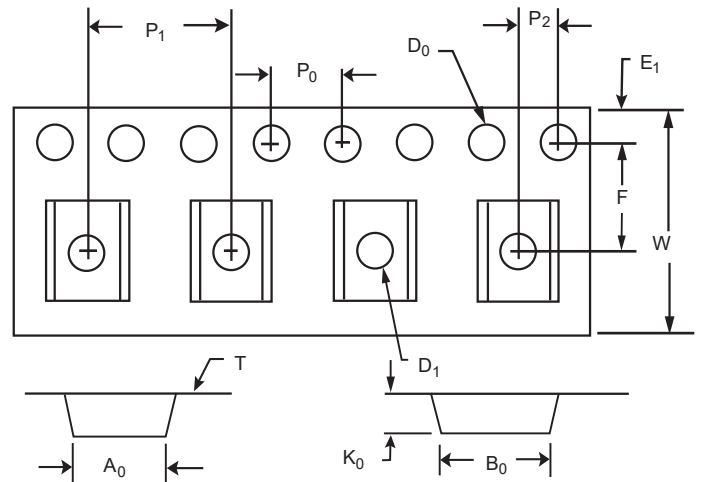 P₁
P₂
D₀
E₁
P₀
F
W
T
D₁
A₀
K₀
B₀